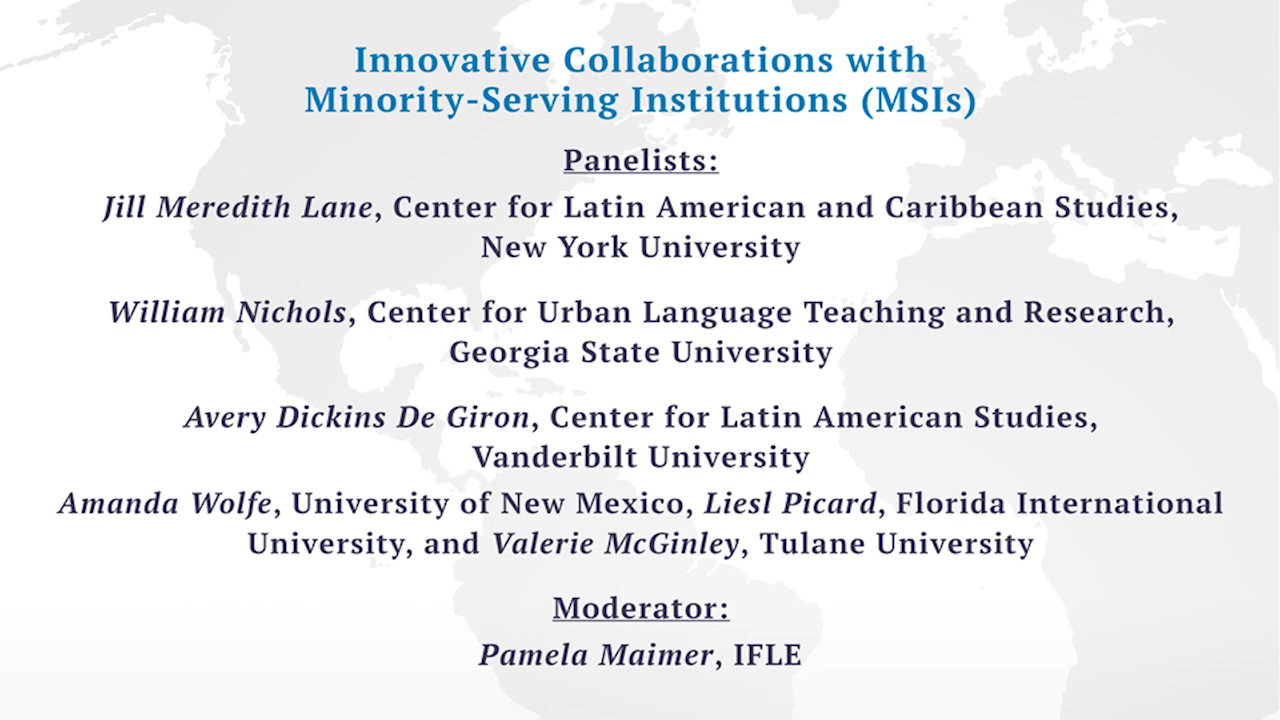 Innovative Collaborations with
Minority-Serving Institutions (MSIs)
Panelists:
Jill Meredith Lane, Center for Latin American and Caribbean Studies,
New York University
William Nichols, Center for Urban Language Teaching and Research,
Georgia State University
Avery Dickins De Giron, Center for Latin American Studies,
Vanderbilt University
Amanda Wolfe, University of New Mexico, Liesl Picard, Florida International
University, and Valerie McGinley, Tulane University
Moderator:
Pamela Maimer, IFLE